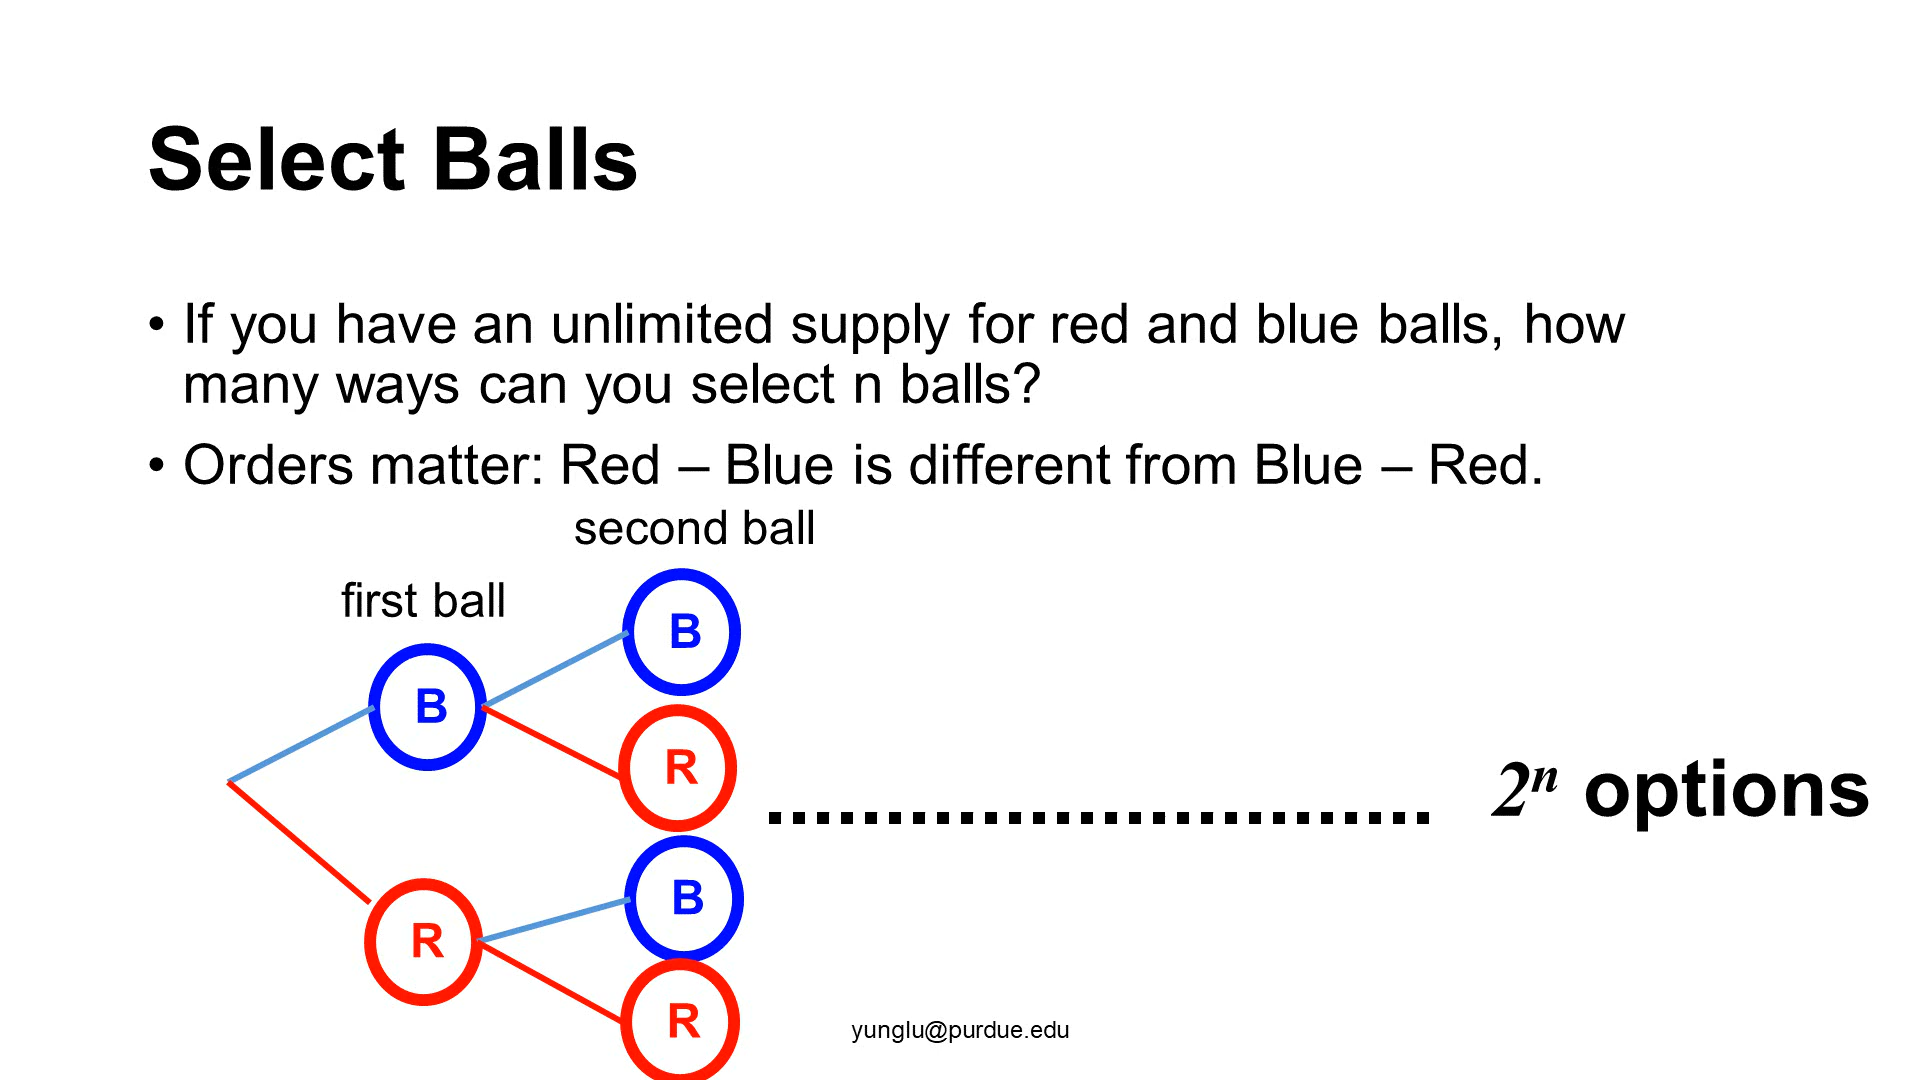 Select Balls
• If you have an unlimited supply for red and blue balls, how
many ways can you select n balls?
• Orders matter: Red – Blue is different from Blue – Red.
second ball
first ball
B
B
R
2ⁿ options
B
R
R
yunglu@purdue.edu